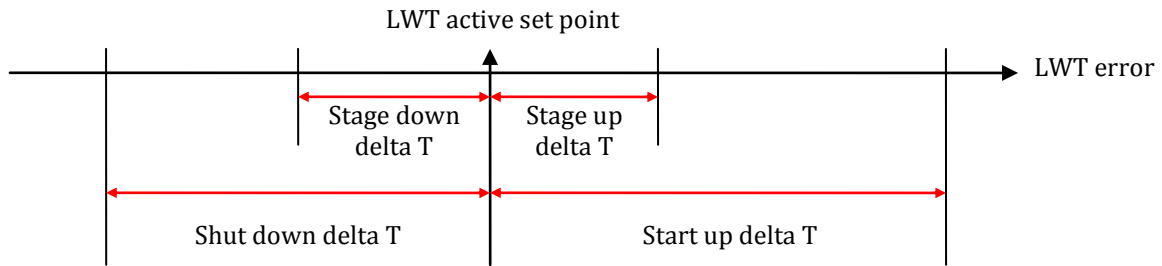 LWT active set point
LWT error
Stage down
delta T
Stage up
delta T
Shut down delta T
Start up delta T